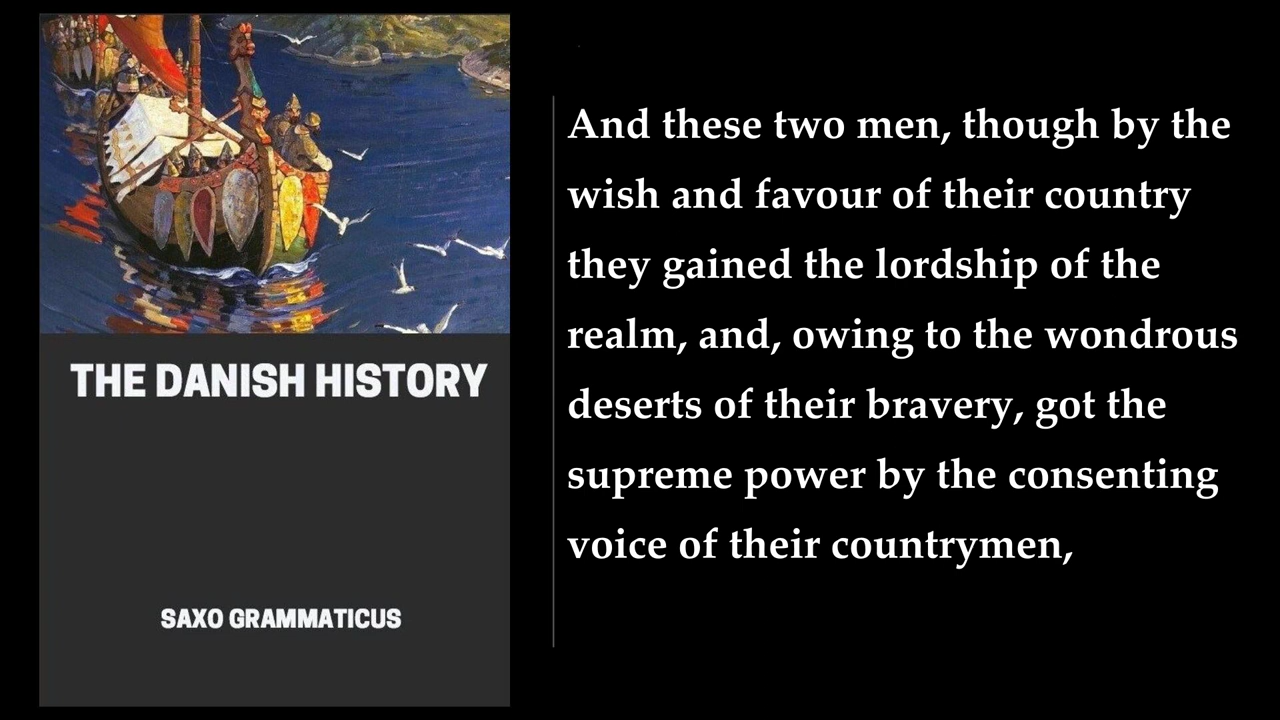 THE DANISH HISTORY
SAXO GRAMMATICUS
And these two men, though by the
wish and favour of their country
they gained the lordship of the
realm, and, owing to the wondrous
deserts of their bravery, got the
supreme power by the consenting
voice of their countrymen,